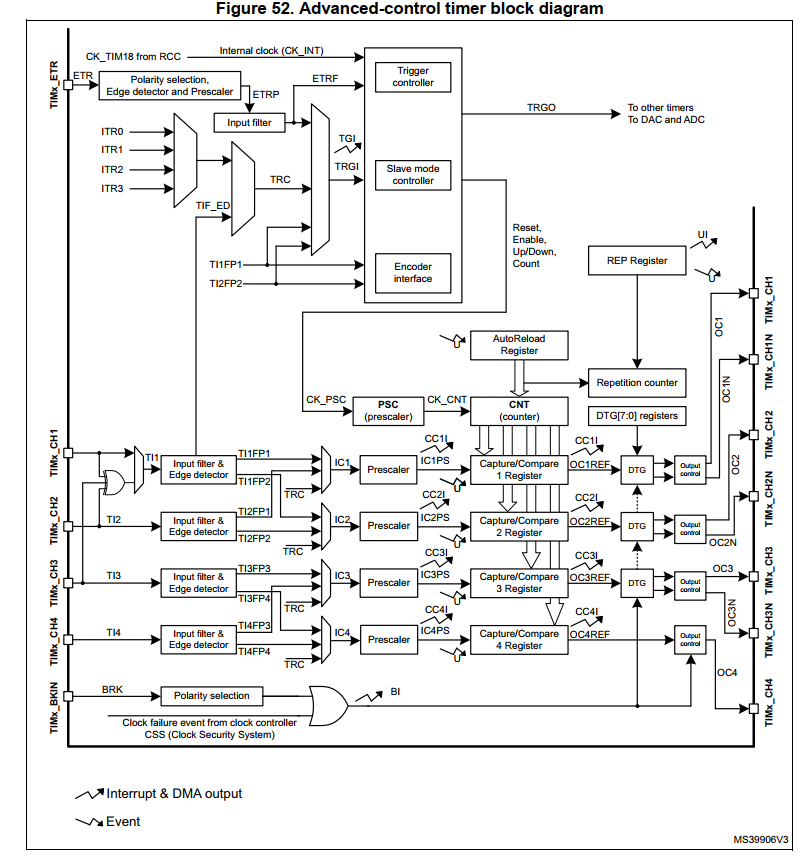 Figure 52. Advanced-control timer block diagram
CK_TIM18 from RCC
Internal clock (CK_INT)
TIMx_ETR
ETR
Polarity selection,
Edge detector and Prescaler
ETRP
ETRF
Input filter
Trigger
controller
TRGO
To other timers
To DAC and ADC
ITR0
ITR1
ITR2
ITR3
TGI
TRGI
TRC
TIF_ED
Slave mode
controller
Reset,
Enable,
Up/Down,
Count
TI1FP1
TI2FP2
Encoder
interface
UI
REP Register
U
AutoReload
Register
U
Repetition counter
CK_PSC
PSC
(prescaler)
CK_CNT
CNT
(counter)
DTG[7:0] registers
TIMx_CH1
TI1
Input filter &
Edge detector
TI1FP1
TI1FP2
TRC
IC1
Prescaler
CC1I
IC1PS
U
Capture/Compare
1 Register
CC1I
OC1REF
DTG
Output
control
OC1
TIMx_CH1
OC1N
TIMx_CH1N
TIMx_CH2
TI2
Input filter &
Edge detector
TI2FP1
TI2FP2
TRC
IC2
Prescaler
CC2I
IC2PS
U
Capture/Compare
2 Register
CC2I
OC2REF
DTG
Output
control
OC2
TIMx_CH2
OC2N
TIMx_CH2N
TIMx_CH3
TI3
Input filter &
Edge detector
TI3FP3
TI3FP4
TRC
IC3
Prescaler
CC3I
IC3PS
U
Capture/Compare
3 Register
CC3I
OC3REF
DTG
Output
control
OC3
TIMx_CH3
OC3N
TIMx_CH3N
TIMx_CH4
TI4
Input filter &
Edge detector
TI4FP3
TI4FP4
TRC
IC4
Prescaler
CC4I
IC4PS
U
Capture/Compare
4 Register
CC4I
OC4REF
Output
control
OC4
TIMx_CH4
TIMx_BKIN
BRK
Polarity selection
BI
Clock failure event from clock controller
CSS (Clock Security System)
Interrupt & DMA output
Event
MS39906V3